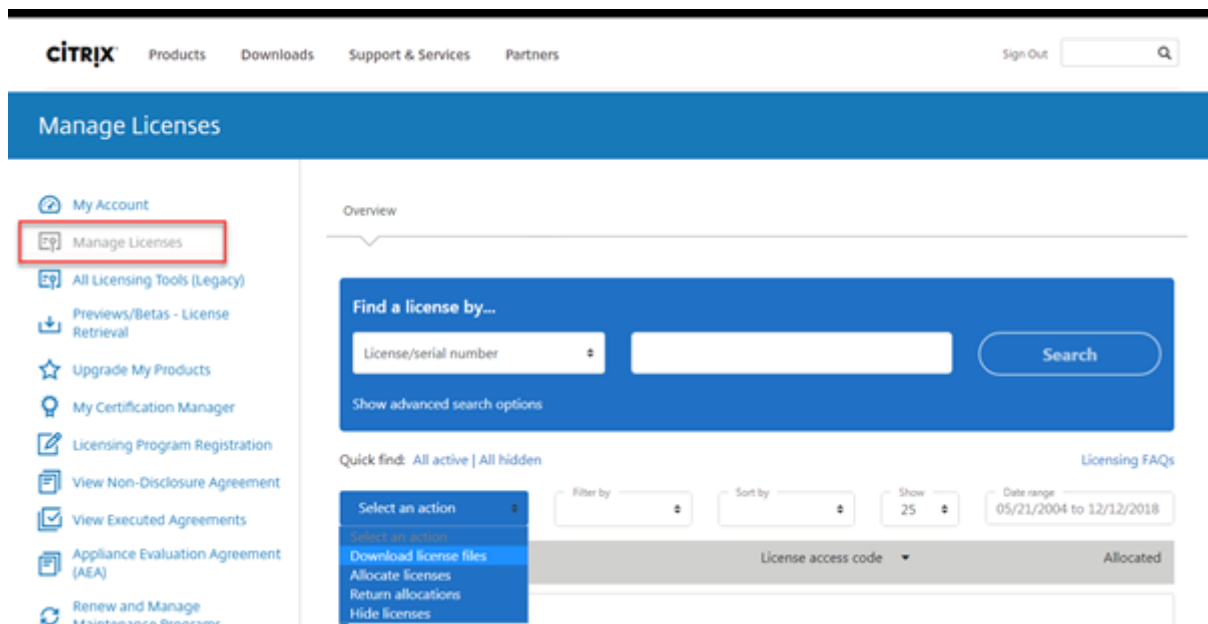 CİTRIX Products Downloads Support & Services Partners Sign Out
Manage Licenses
My Account
Manage Licenses
All Licensing Tools (Legacy)
Previews/Betas - License
Retrieval
Upgrade My Products
My Certification Manager
Licensing Program Registration
View Non-Disclosure Agreement
View Executed Agreements
Appliance Evaluation Agreement
(AEA)
Renew and Manage
Maintenance Programs
Overview
Find a license by...
License/serial number Search
Show advanced search options
Quick find: All active | All hidden Licensing FAQs
Filter by Sort by Show Date range
Select an action 25 05/21/2004 to 12/12/2018
Select an action
Download license files
Allocate licenses
Return allocations
Hide licenses
License access code Allocated